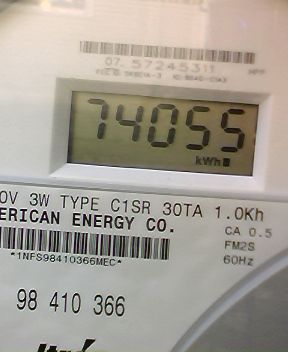 07. 57245311
74055
kWh
0V 3W TYPE C1SR 30TA 1.0Kh
ERICAN ENERGY CO.
CA 0.5
FM2S
60Hz
*1NFS98410366MEC*
98 410 366